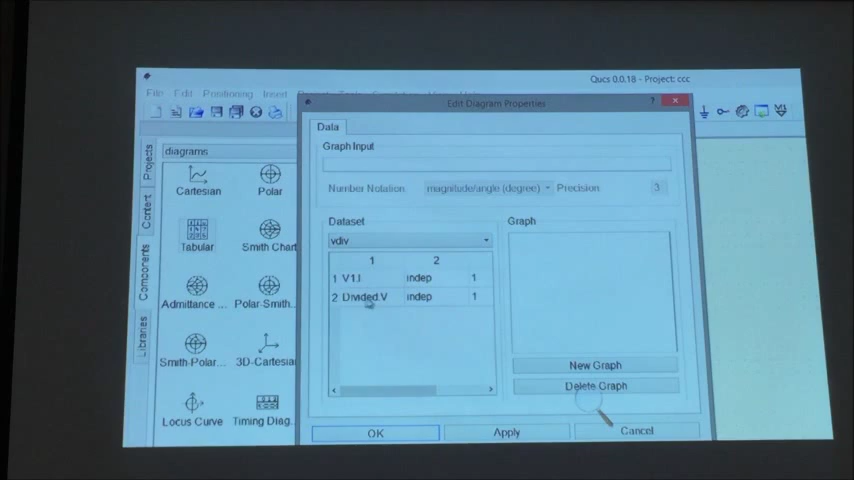 Qucs 0.0.18 - Project: ccc
File Edit Positioning Insert
Edit Diagram Properties
?
Projects
Content
Components
Libraries
diagrams
Cartesian
Polar
Tabular
Smith Chart
Admittance ...
Polar-Smith...
Smith-Polar...
3D-Cartesia
Locus Curve
Timing Diag.
Data
Graph Input
Number Notation: magnitude/angle (degree) Precision: 3
Dataset
vdiv
1 2
1 V1.I indep 1
2 Divided.V indep 1
Graph
New Graph
Delete Graph
OK
Apply
Cancel